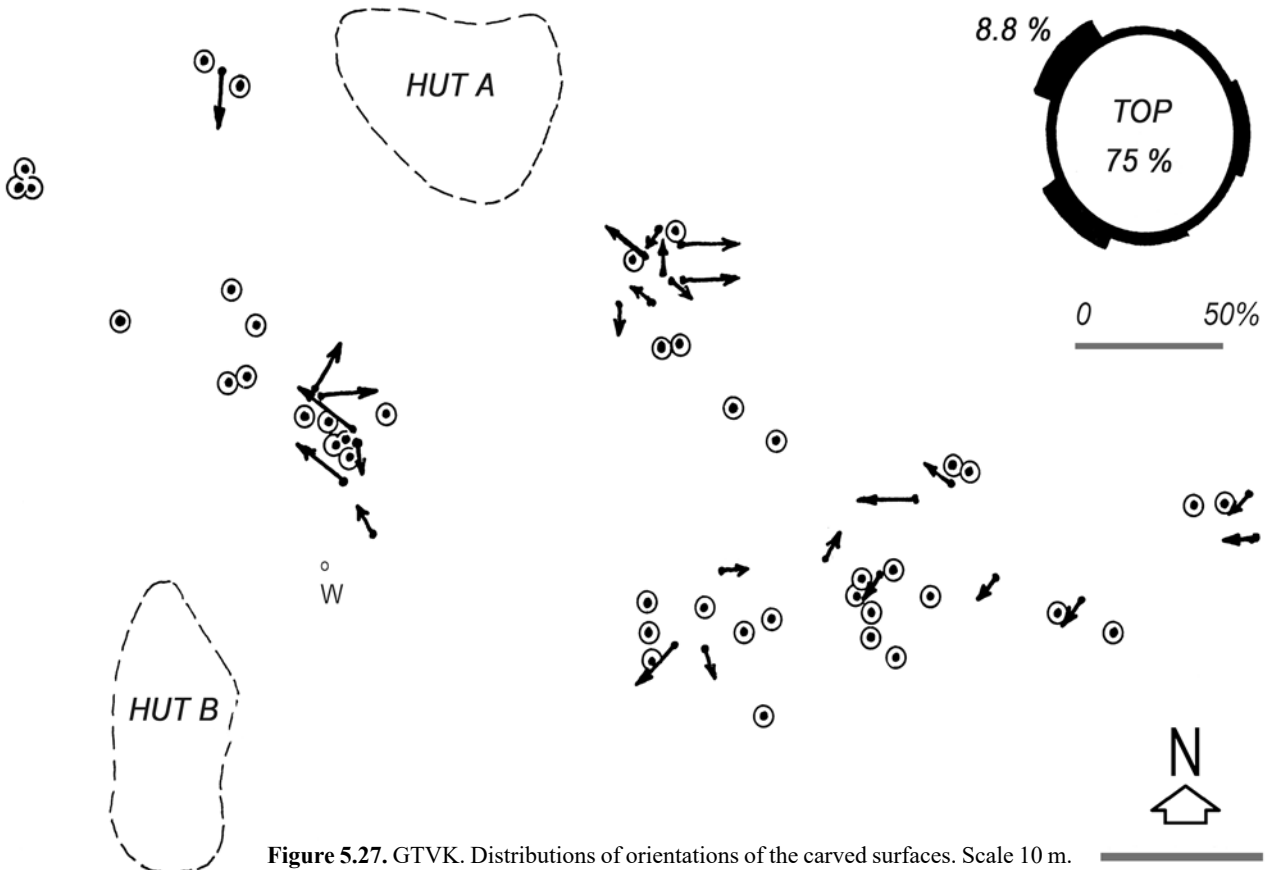 8.8 %
HUT A
TOP
75 %
0 50%
W
HUT B
N
Figure 5.27. GTVK. Distributions of orientations of the carved surfaces. Scale 10 m.